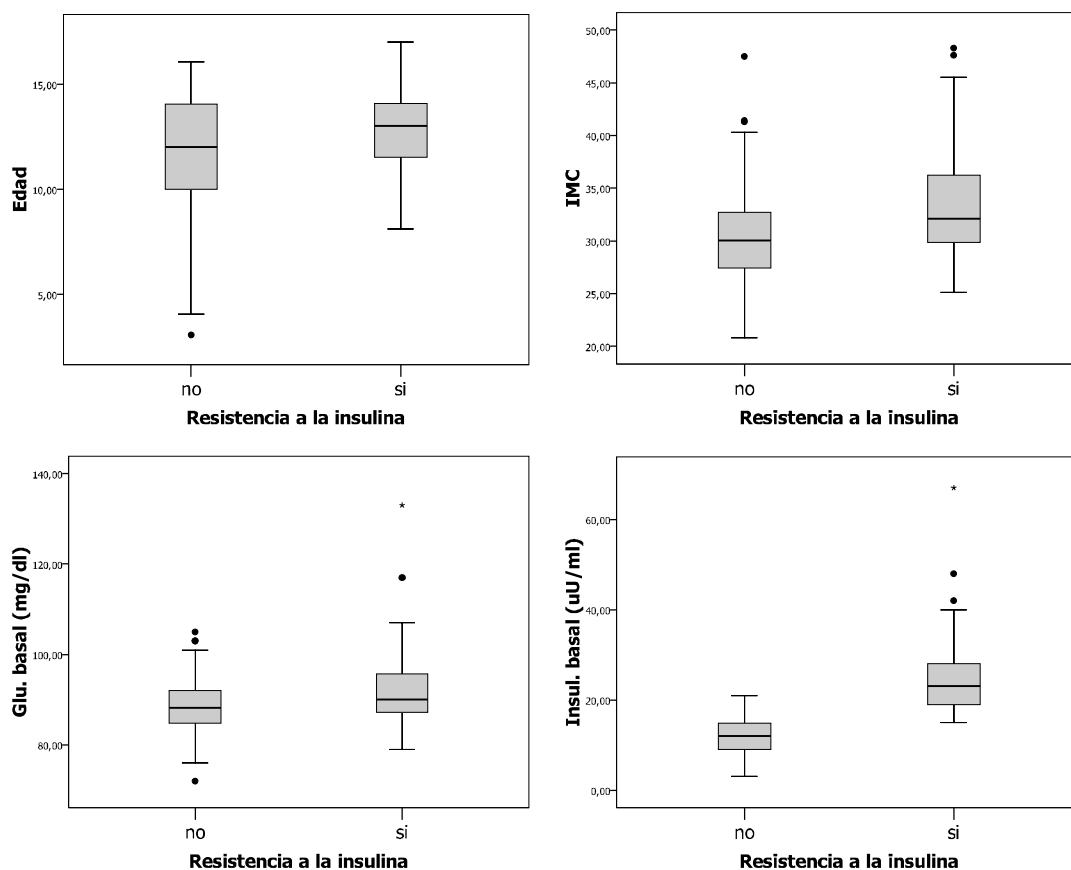 Edad
15,00
10,00
5,00
no
si
Resistencia a la insulina
IMC
50,00
45,00
40,00
35,00
30,00
25,00
20,00
no
si
Resistencia a la insulina
Glu. basal (mg/dl)
140,00
120,00
100,00
80,00
no
si
Resistencia a la insulina
Insul. basal (uU/ml)
60,00
40,00
20,00
0,00
no
si
Resistencia a la insulina